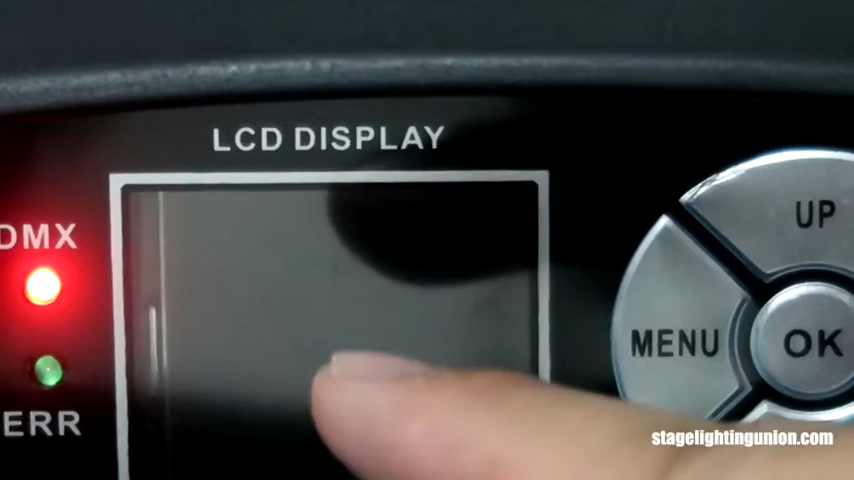 LCD DISPLAY
DMX
UP
MENU
OK
ERR
stagelightingunion.com